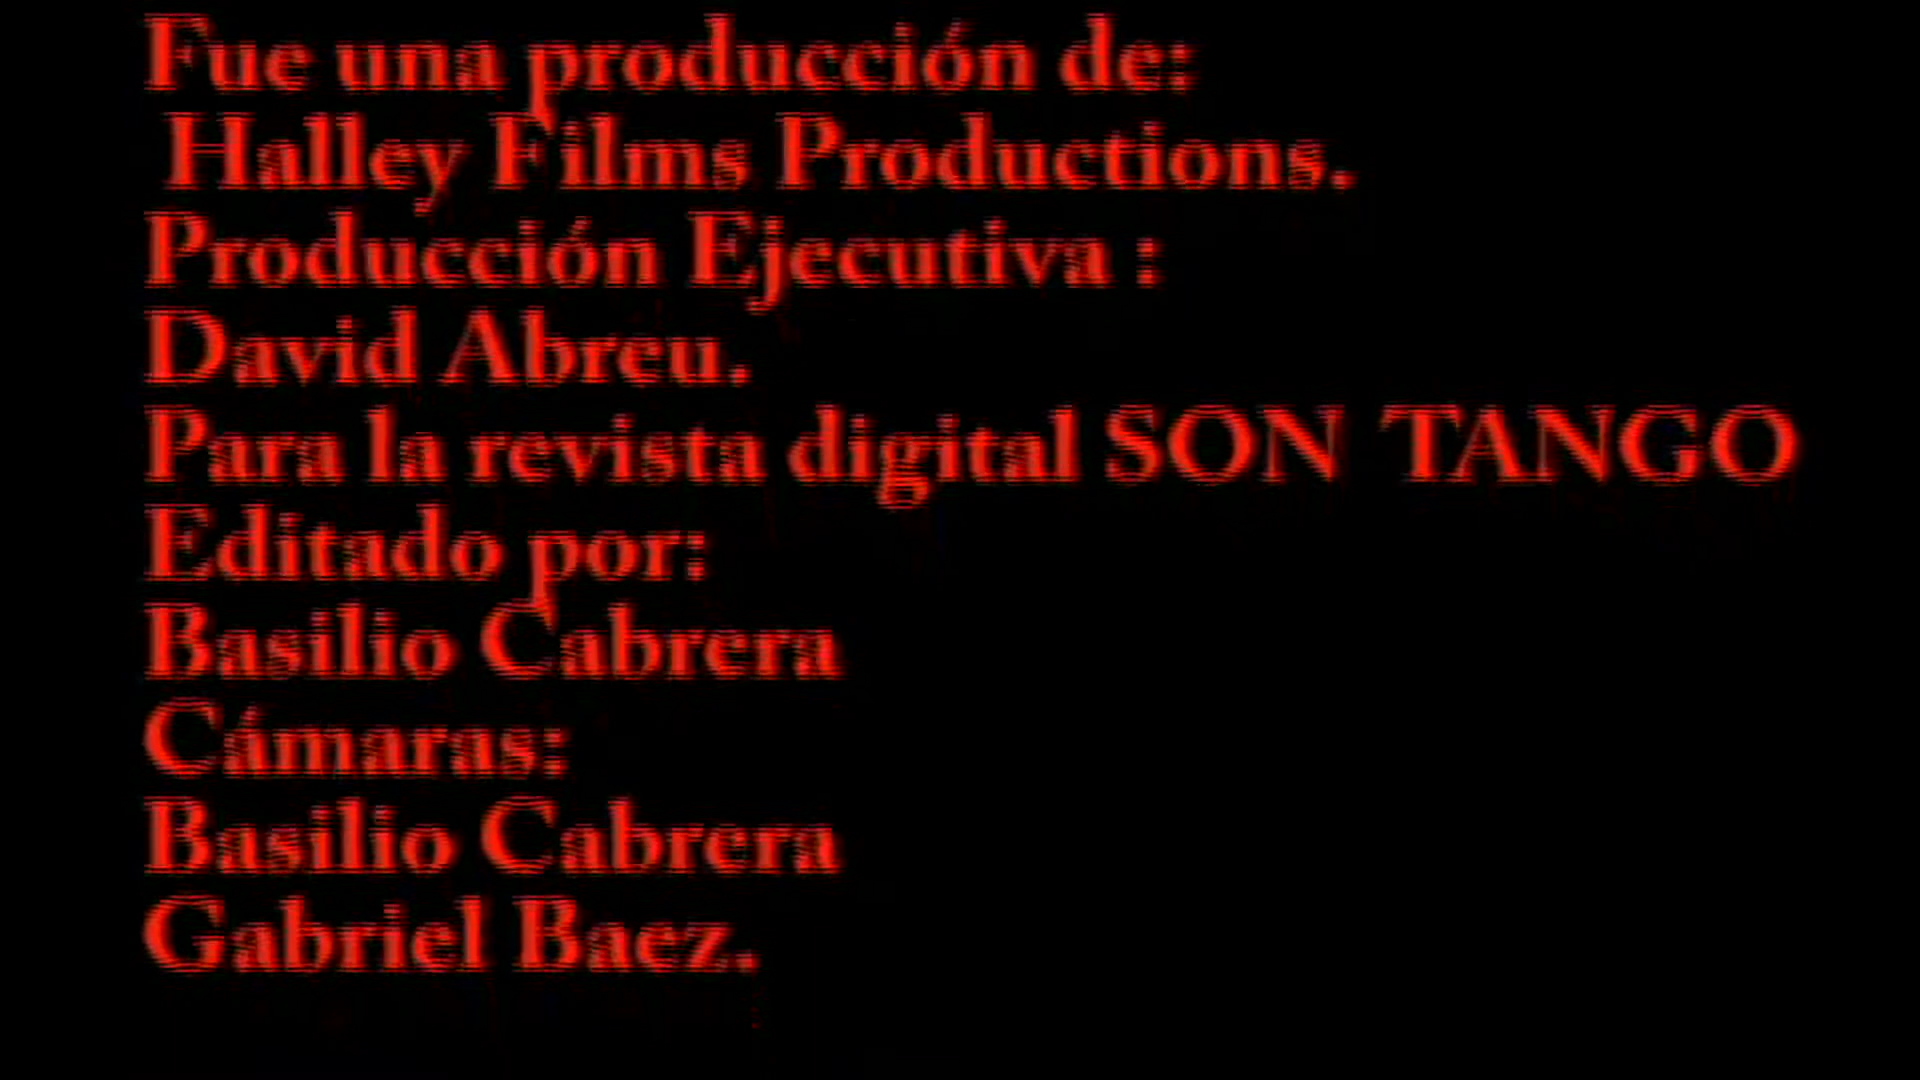 Fue una producción de:
Halley Films Productions.
Producción Ejecutiva :
David Abreu.
Para la revista digital SON TANGO
Editado por:
Basilio Cabrera
Cámaras:
Basilio Cabrera
Gabriel Baez.